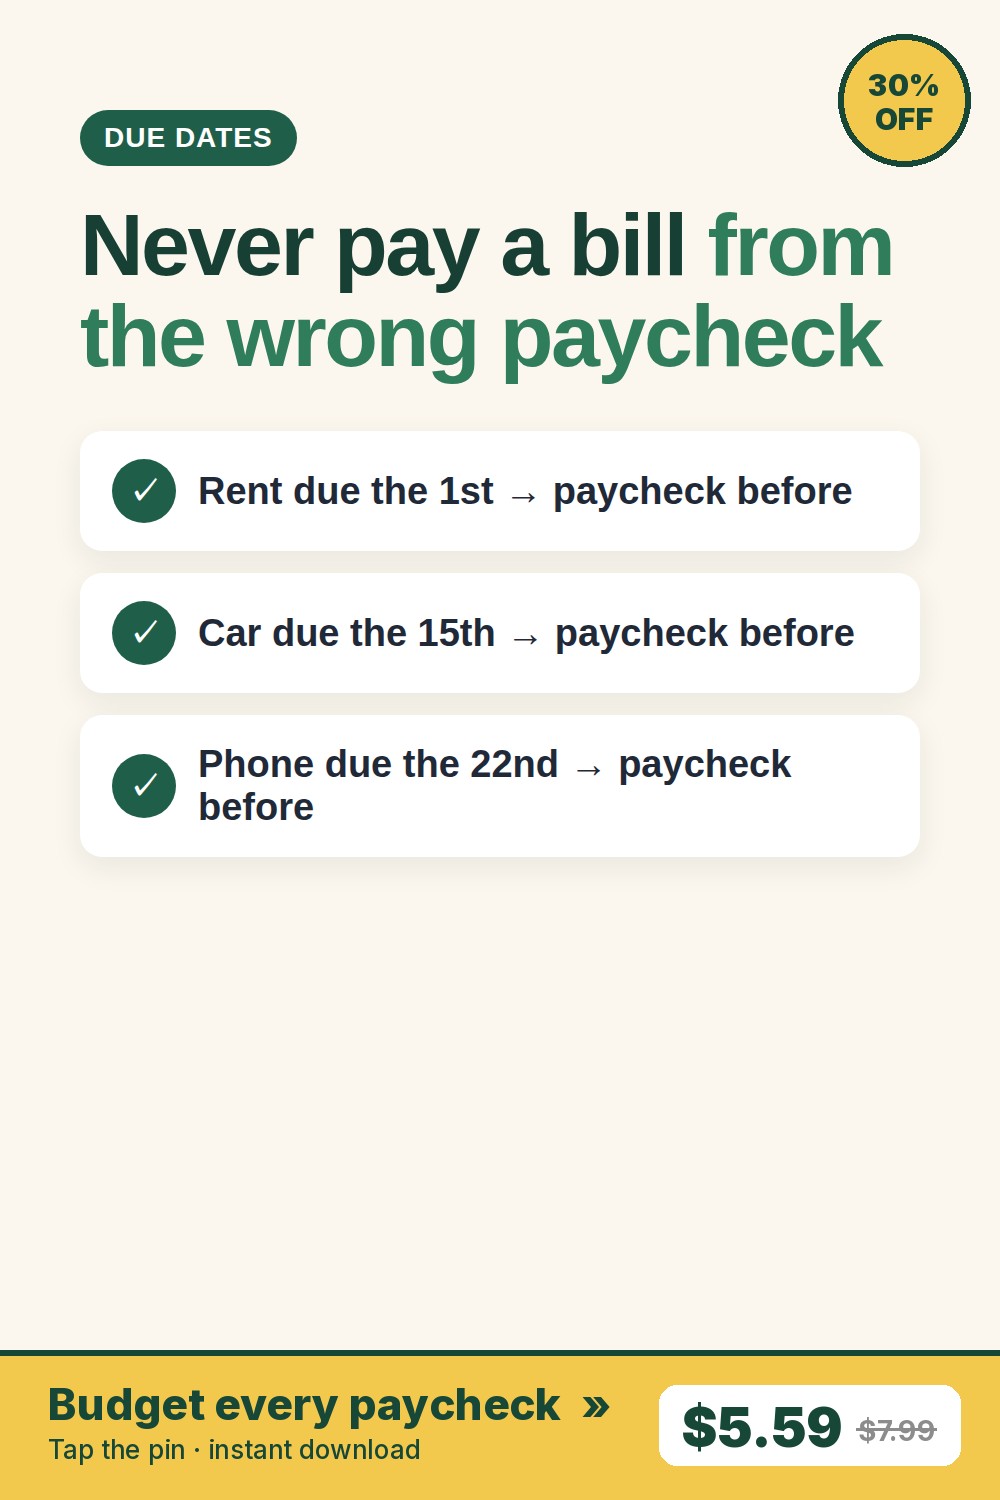 30%
OFF
DUE DATES
Never pay a bill from
the wrong paycheck
✓ Rent due the 1st → paycheck before
✓ Car due the 15th → paycheck before
✓ Phone due the 22nd → paycheck
before
Budget every paycheck »
Tap the pin · instant download
$5.59 $7.99